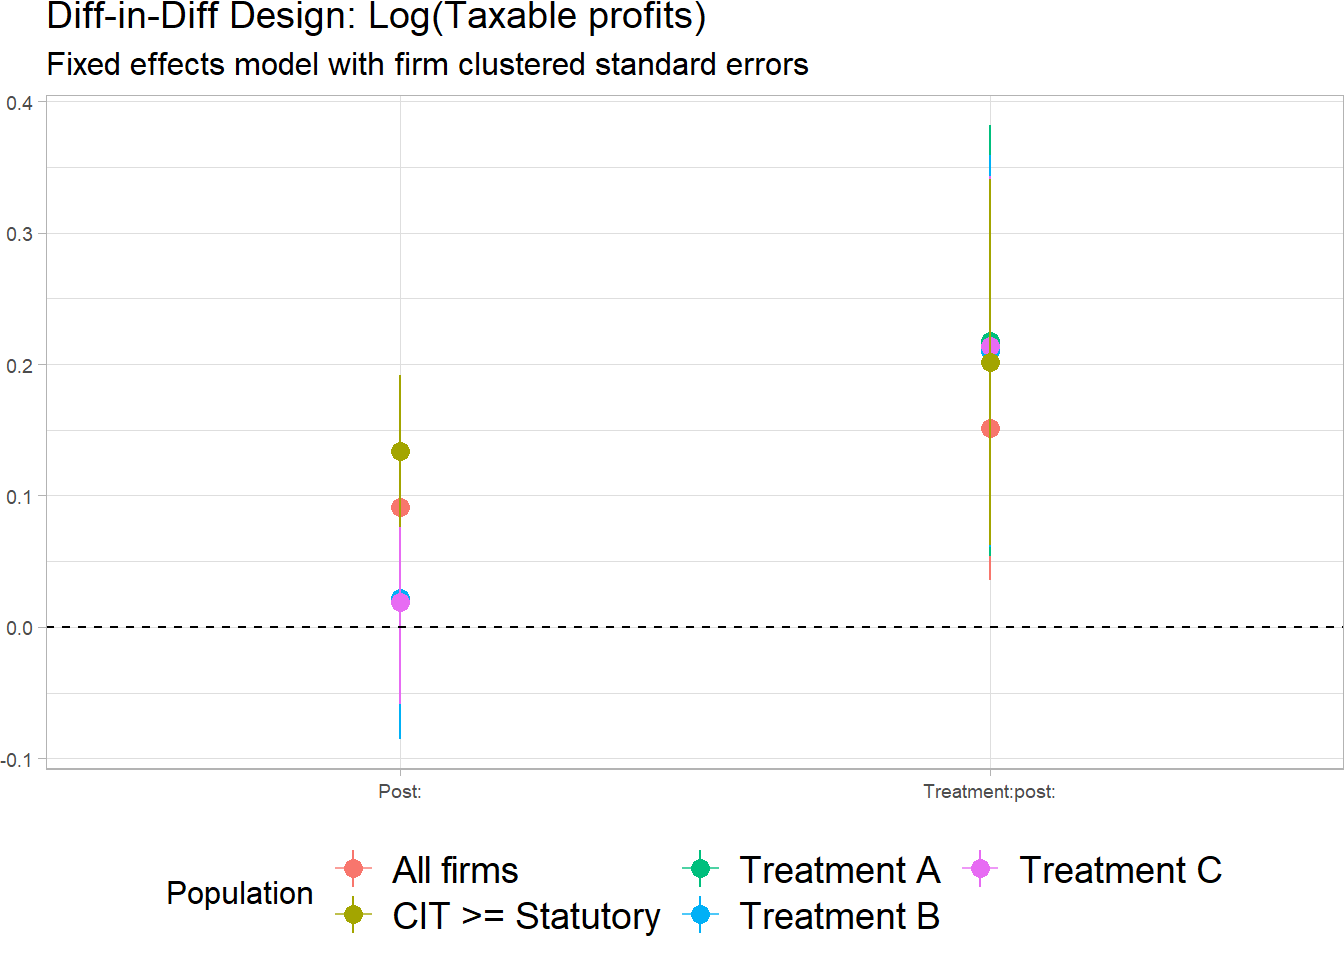 Diff-in-Diff Design: Log(Taxable profits)
Fixed effects model with firm clustered standard errors
0.4
0.3
0.2
0.1
0.0
-0.1
Post:
Treatment:post:
Population
All firms
CIT >= Statutory
Treatment A
Treatment B
Treatment C